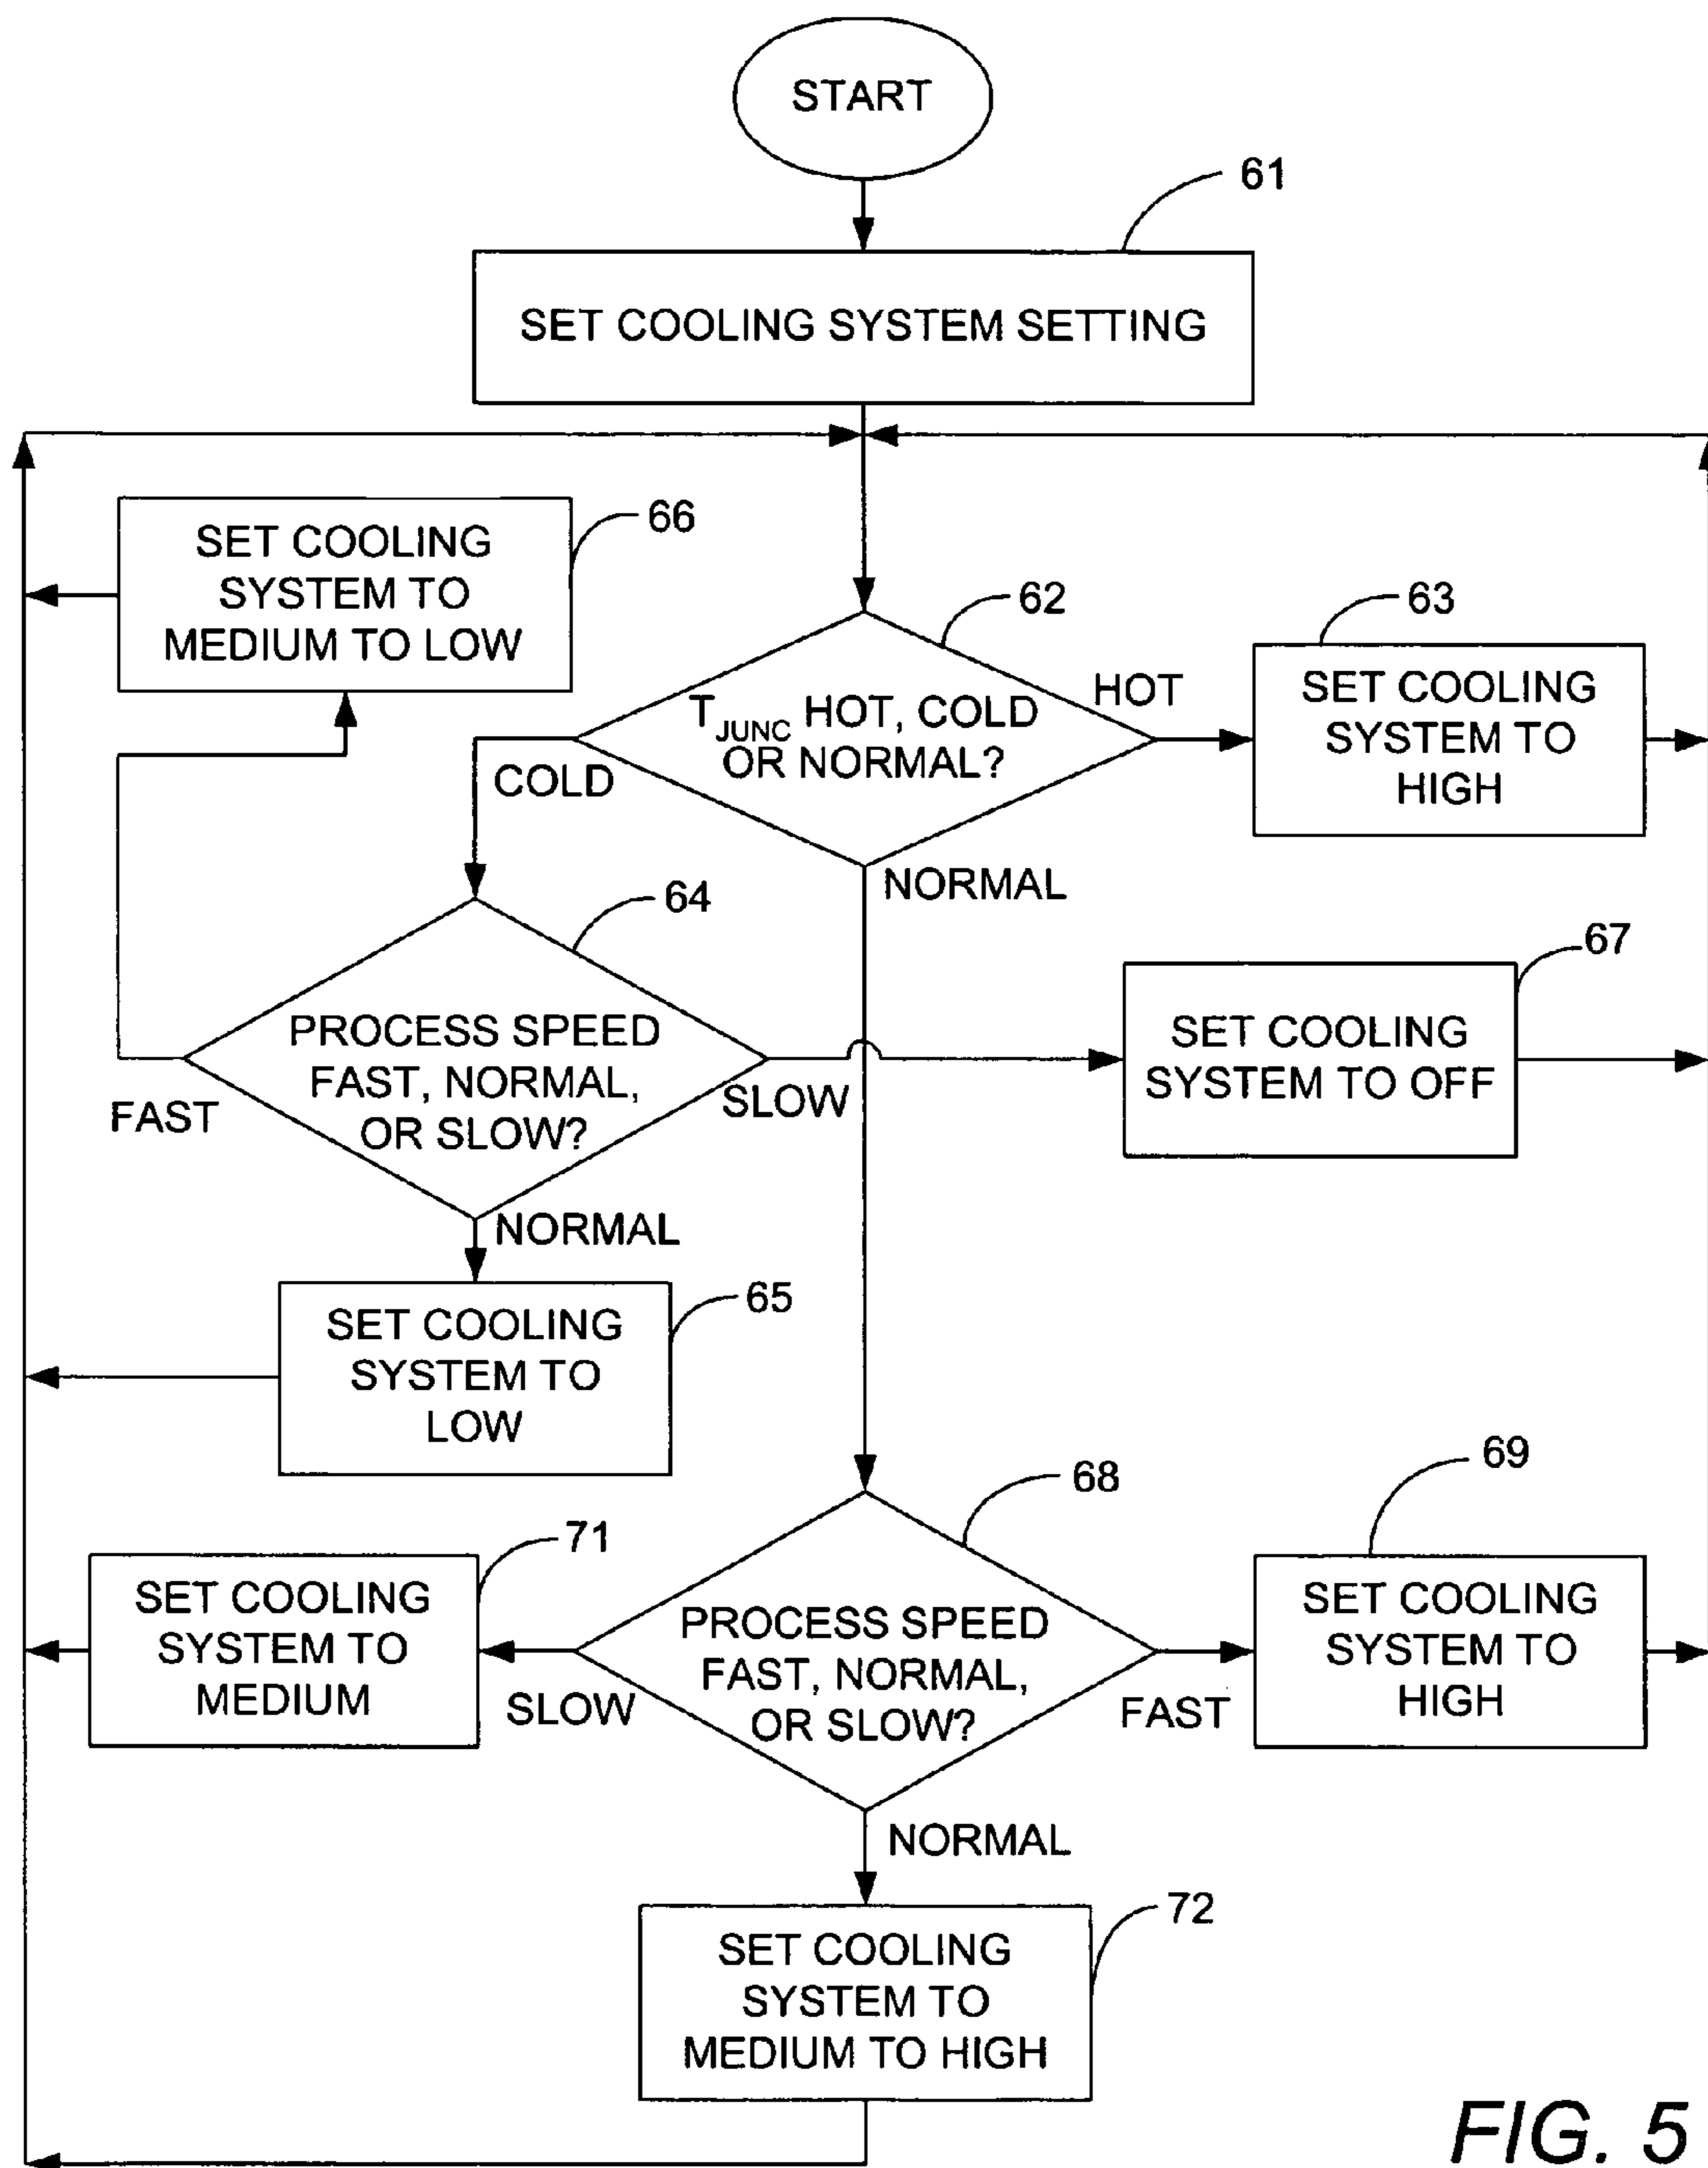 START
61
SET COOLING SYSTEM SETTING
66
SET COOLING
SYSTEM TO
MEDIUM TO LOW
62
T JUNC HOT, COLD
OR NORMAL?
HOT
63
SET COOLING
SYSTEM TO
HIGH
COLD
NORMAL
64
PROCESS SPEED
FAST, NORMAL,
OR SLOW?
FAST
SLOW
67
SET COOLING
SYSTEM TO OFF
NORMAL
65
SET COOLING
SYSTEM TO
LOW
68
PROCESS SPEED
FAST, NORMAL,
OR SLOW?
69
SET COOLING
SYSTEM TO
HIGH
71
SET COOLING
SYSTEM TO
MEDIUM
SLOW
FAST
NORMAL
72
SET COOLING
SYSTEM TO
MEDIUM TO HIGH
FIG. 5